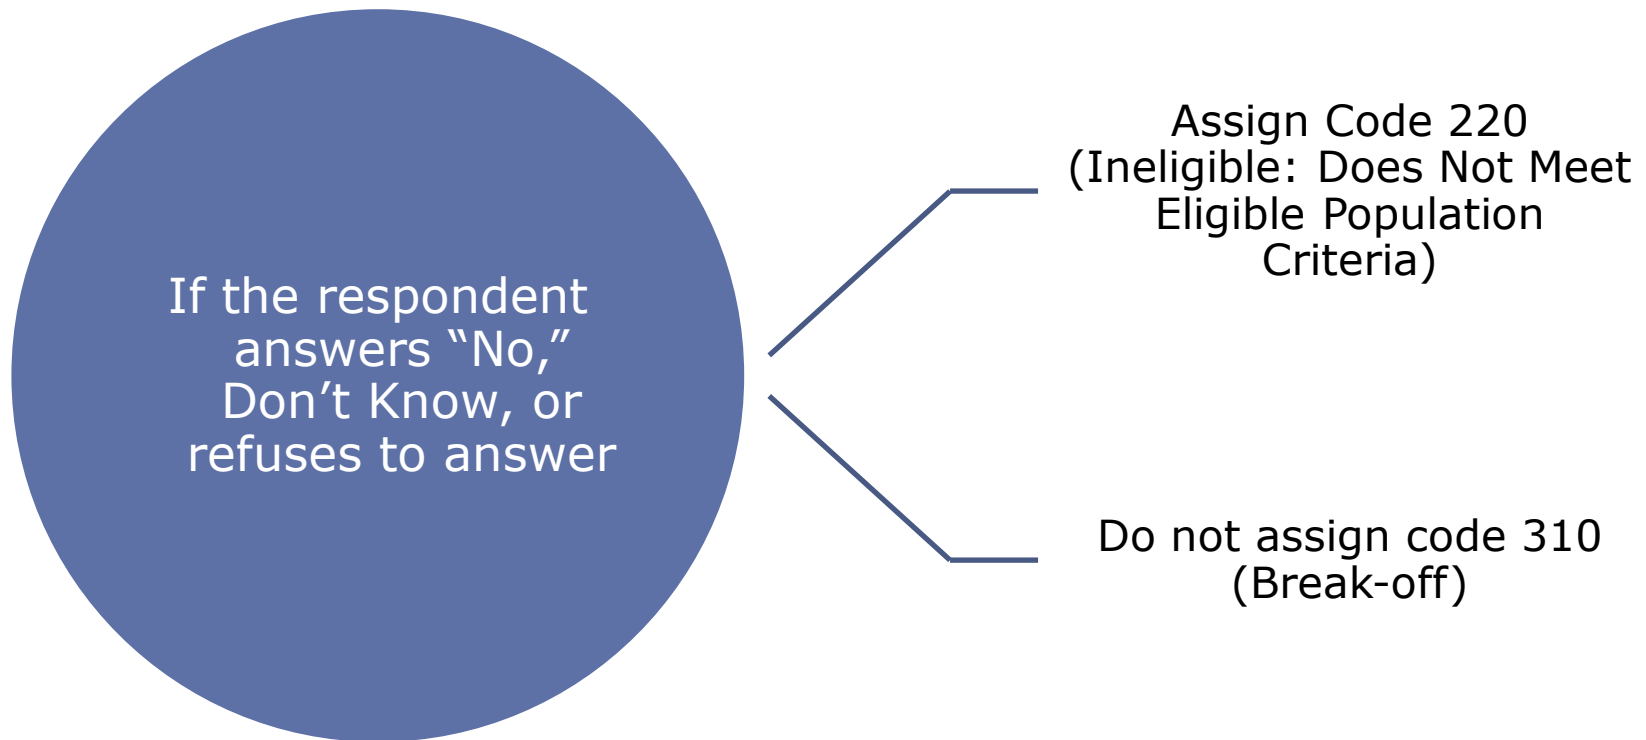 If the respondent
answers “No,”
Don’t Know, or
refuses to answer
Assign Code 220
(Ineligible: Does Not Meet
Eligible Population
Criteria)
Do not assign code 310
(Break-off)